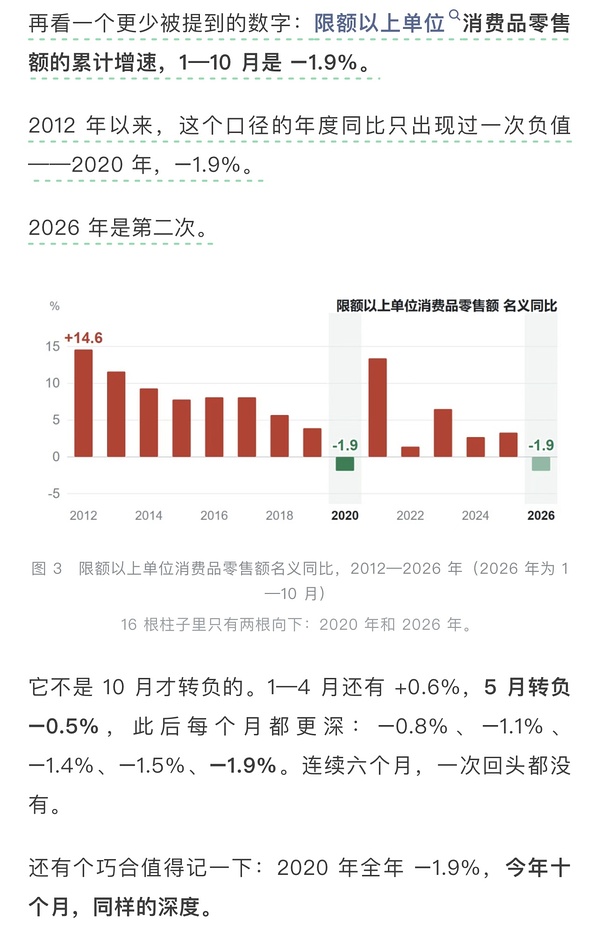 再看一个更少被提到的数字：限额以上单位消费品零售
额的累计增速，1—10 月是 −1.9%。
2012 年以来，这个口径的年度同比只出现过一次负值
——2020 年，−1.9%。
2026 年是第二次。
%
限额以上单位消费品零售额 名义同比
+14.6
15
10
5
0
-5
-1.9
-1.9
2012 2014 2016 2018 2020 2022 2024 2026
图 3 限额以上单位消费品零售额名义同比，2012—2026 年（2026 年为 1
—10 月）
16 根柱子里只有两根向下：2020 年和 2026 年。
它不是 10 月才转负的。1—4 月还有 +0.6%，5 月转负
−0.5%，此后每个月都更深：−0.8%、−1.1%、
−1.4%、−1.5%、−1.9%。连续六个月，一次回头都没
有。
还有个巧合值得记一下：2020 年全年 −1.9%，今年十
个月，同样的深度。